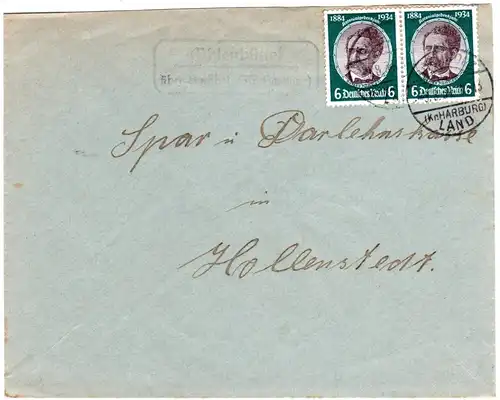 1884 1934 1884 1934
6 Deutsches Reich 6 6 Deutsches Reich 6
(Kr. HARBURG)
LAND
Spar u Darlehnskasse
in
Hollenstedt.